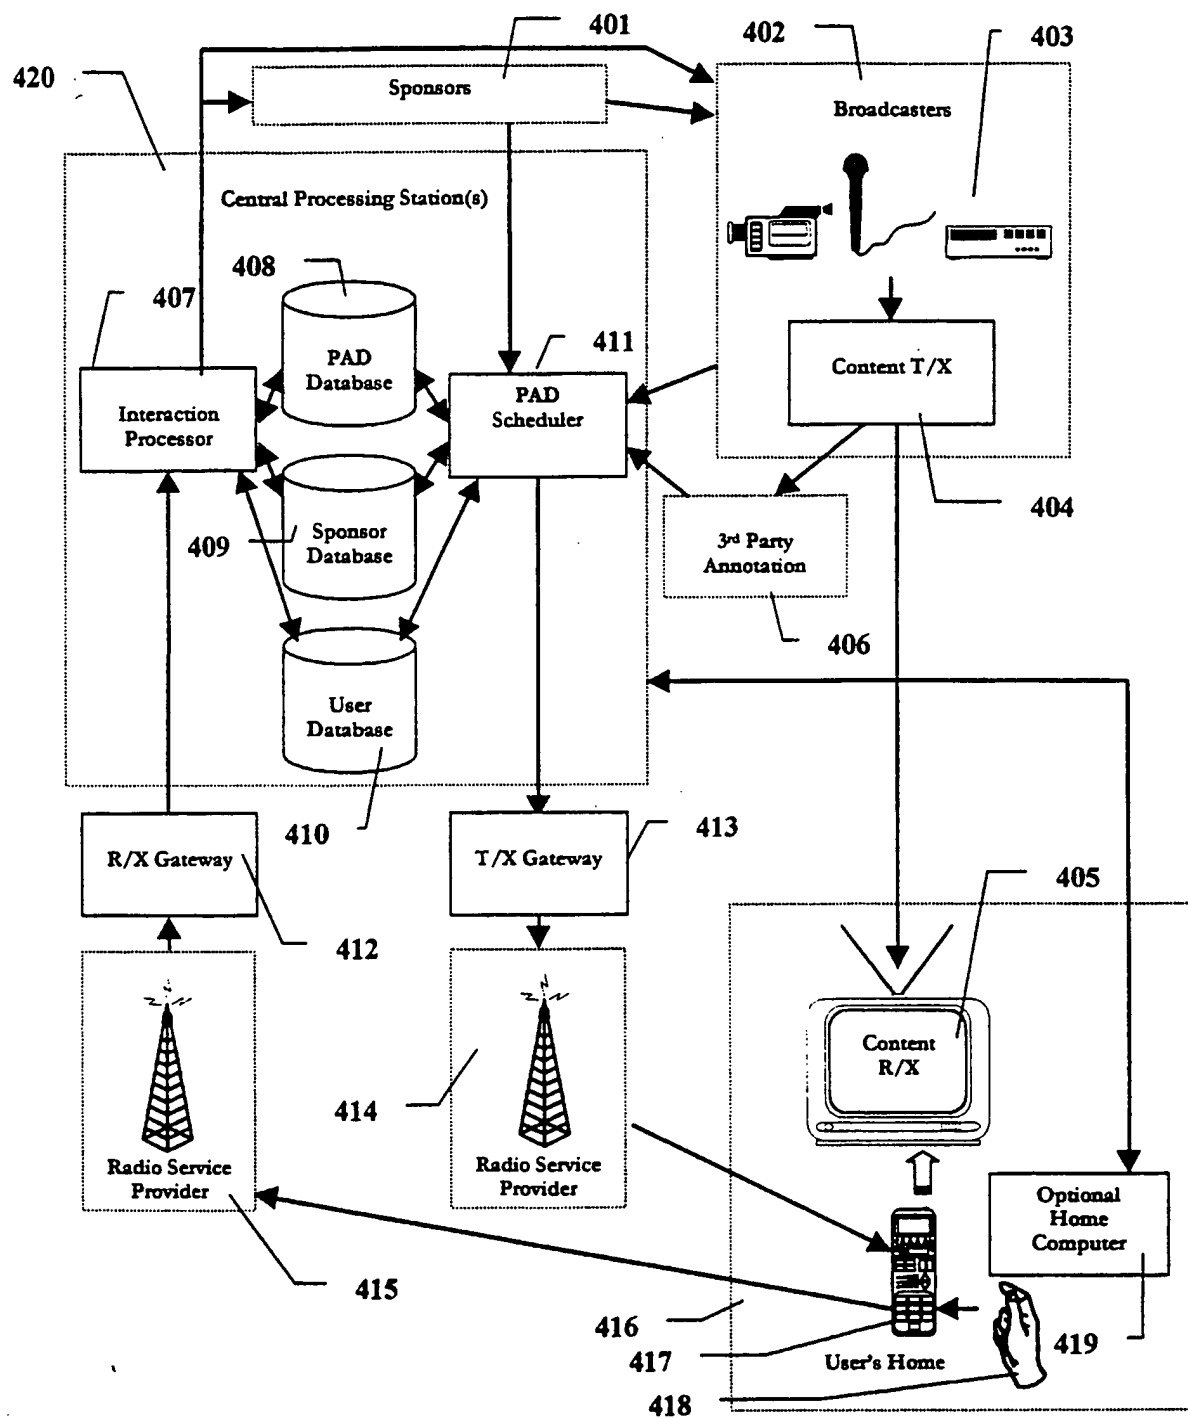 401
402
403
420
Sponsors
Broadcasters
Central Processing Station(s)
408
407
411
PAD
Database
PAD
Scheduler
Content T/X
Interaction
Processor
404
409
Sponsor
Database
3rd Party
Annotation
406
User
Database
410
413
R/X Gateway
T/X Gateway
405
412
Content
R/X
414
Radio Service
Provider
Radio Service
Provider
Optional
Home
Computer
415
416
419
417
User's Home
418